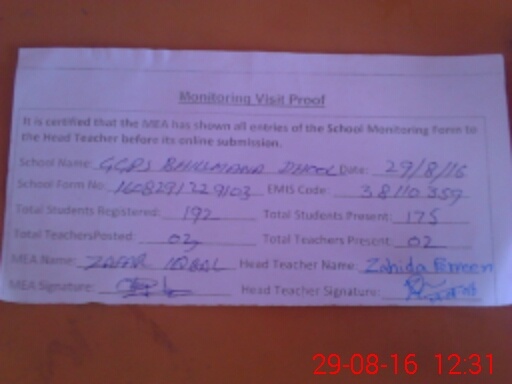 Monitoring Visit Proof
It is certified that the MEA has shown all entries of the School Monitoring Form to
the Head Teacher before its online submission.
School Name: GGPS Date: 29/8/16
School Form No. EMIS Code: 38110359
Total Students Registered: 192 Total Students Present: 175
Total TeachersPosted: 02 Total Teachers Present: 02
MEA Name: ZAFAR IQBAL Head Teacher Name: Zahida Perveen
MEA Signature: Head Teacher Signature:
29-08-16 12:31